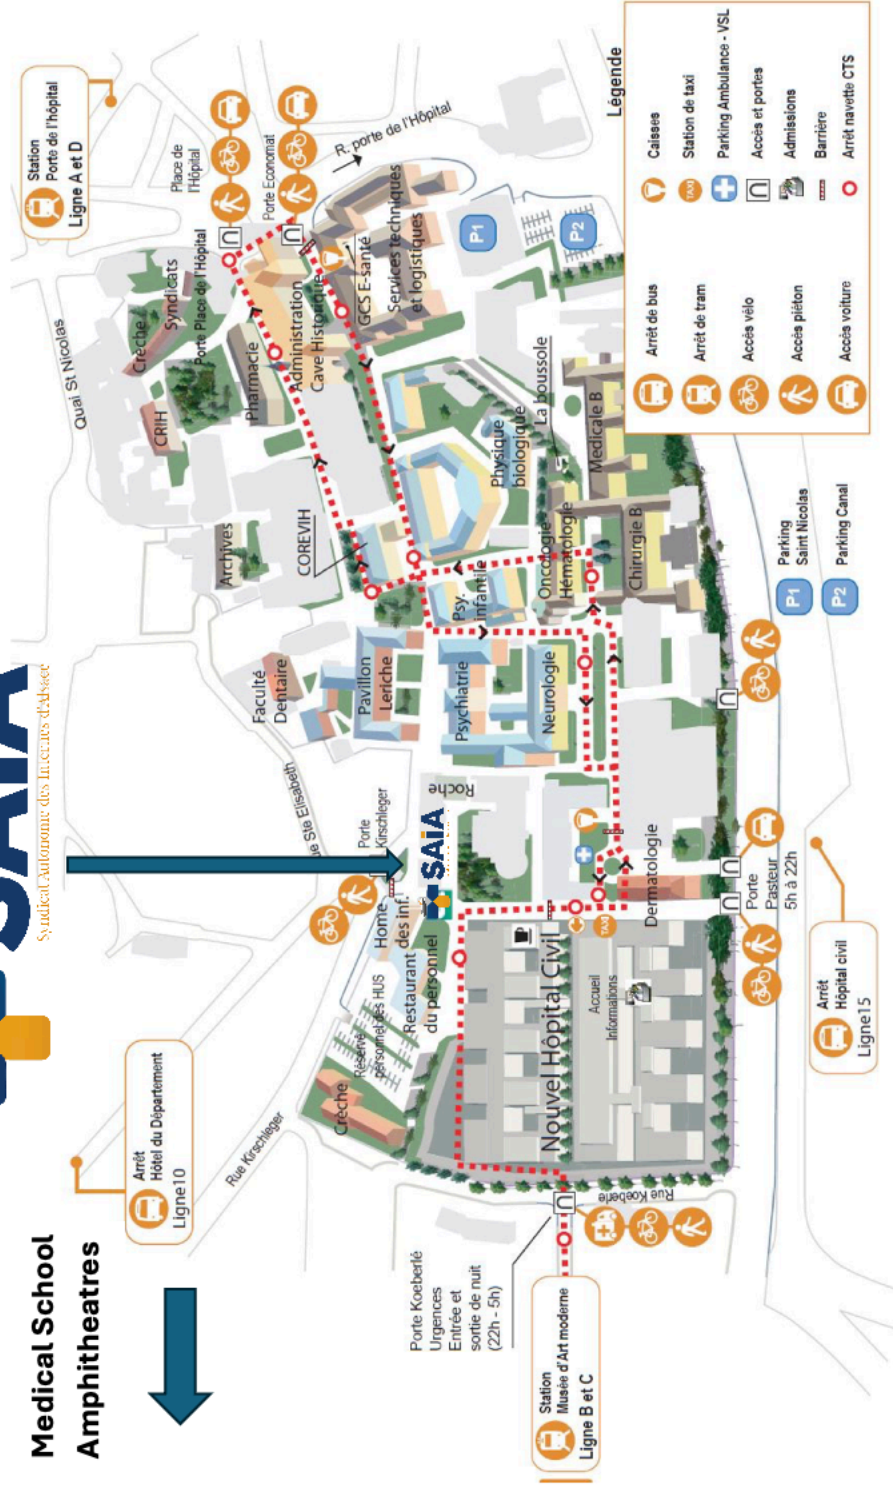 Medical School
Amphitheatres
SAIA
Syndicat Autonome des Internes d'Alsace
Arrêt
Hôtel du Département
Ligne10
Station
Porte de l'hôpital
Ligne A et D
Quai St Nicolas
Place de
l'Hôpital
Porte Economat
R. porte de l'Hôpital
Rue Kirschleger
ue Ste Elisabeth
Porte
Kirschleger
Crèche
Syndicats
Porte Place de l'Hôpital
CRIH
Pharmacie
Administration
Cave Historique
GCS E-santé
Services techniques
et logistiques
P1
P2
Archives
COREVIH
Faculté
Dentaire
Pavillon
Leriche
Psychiatrie
Psy.
infantile
Neurologie
Physique
biologique
La boussole
Oncologie
Hématologie
Medicale B
Chirurgie B
Roche
SAIA
Home
des inf.
Restaurant
du personnel
Réservé
personnel des HUS
Crèche
Nouvel Hôpital Civil
Accueil
Informations
TAXI
Dermatologie
Porte
Pasteur
5h à 22h
Rue Koeberle
Porte Koeberlé
Urgences
Entrée et
sortie de nuit
(22h - 5h)
Station
Musée d'Art moderne
Ligne B et C
Arrêt
Hôpital civil
Ligne15
P1
Parking
Saint Nicolas
P2
Parking Canal
Légende
Arrêt de bus
Arrêt de tram
Accès vélo
Accès piéton
Accès voiture
Caisses
TAXI
Station de taxi
Parking Ambulance - VSL
Accès et portes
Admissions
Barrière
Arrêt navette CTS